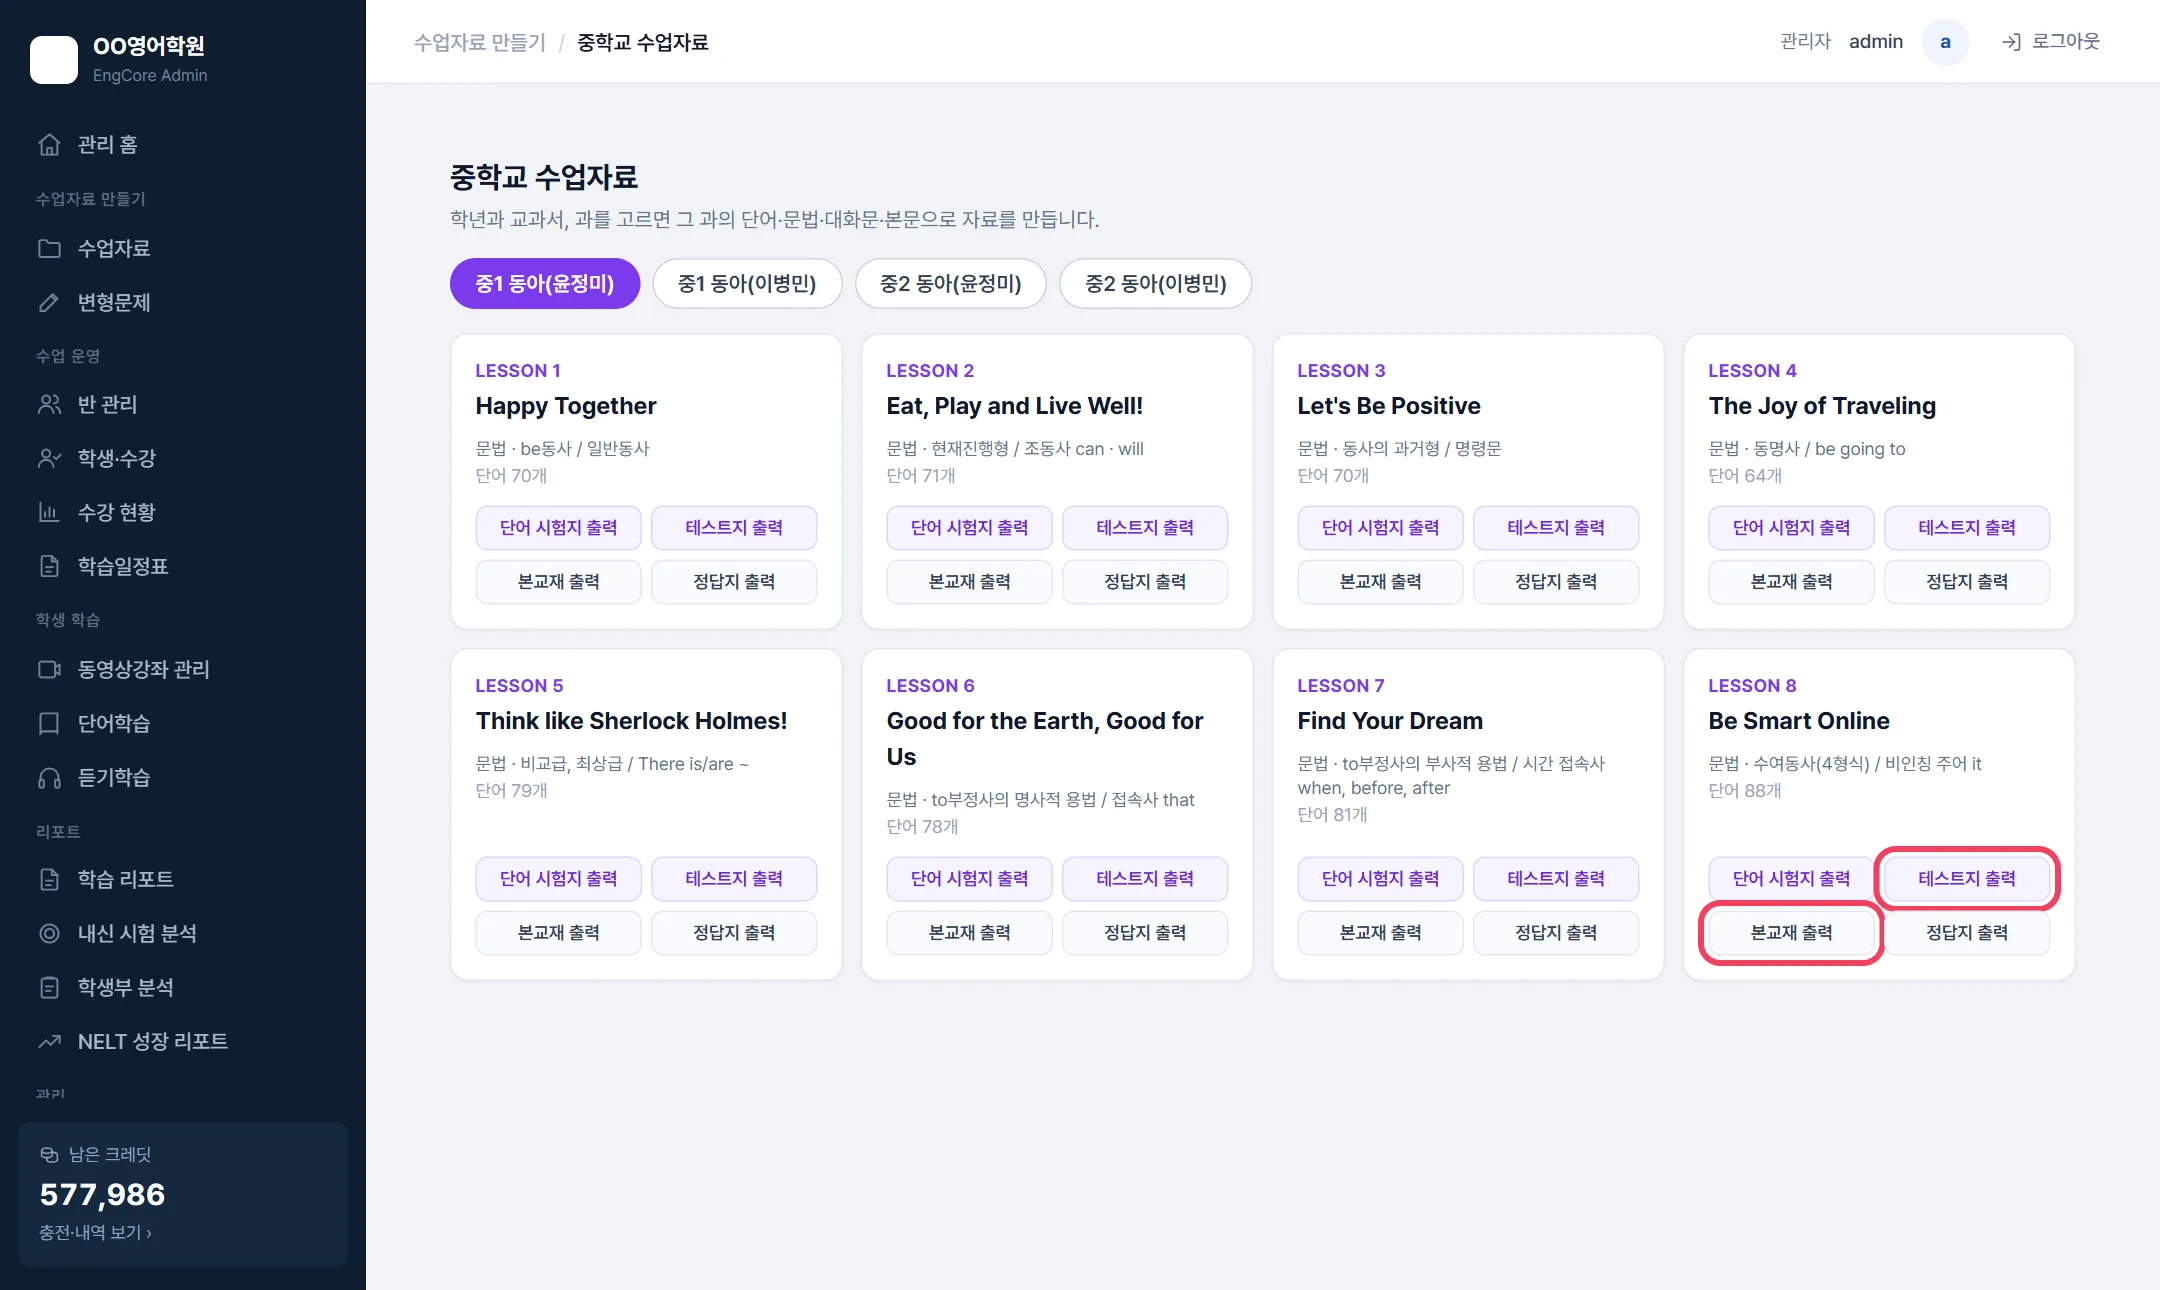 OO영어학원
EngCore Admin
관리 홈
수업자료 만들기
수업자료
변형문제
수업 운영
반 관리
학생·수강
수강 현황
학습일정표
학생 학습
동영상강좌 관리
단어학습
듣기학습
리포트
학습 리포트
내신 시험 분석
학생부 분석
NELT 성장 리포트
관리
남은 크레딧
577,986
충전·내역 보기 ›
수업자료 만들기 / 중학교 수업자료
관리자 admin a 로그아웃
중학교 수업자료
학년과 교과서, 과를 고르면 그 과의 단어·문법·대화문·본문으로 자료를 만듭니다.
중1 동아(윤정미) 중1 동아(이병민) 중2 동아(윤정미) 중2 동아(이병민)
LESSON 1
Happy Together
문법 · be동사 / 일반동사
단어 70개
단어 시험지 출력 테스트지 출력
본교재 출력 정답지 출력
LESSON 2
Eat, Play and Live Well!
문법 · 현재진행형 / 조동사 can · will
단어 71개
단어 시험지 출력 테스트지 출력
본교재 출력 정답지 출력
LESSON 3
Let's Be Positive
문법 · 동사의 과거형 / 명령문
단어 70개
단어 시험지 출력 테스트지 출력
본교재 출력 정답지 출력
LESSON 4
The Joy of Traveling
문법 · 동명사 / be going to
단어 64개
단어 시험지 출력 테스트지 출력
본교재 출력 정답지 출력
LESSON 5
Think like Sherlock Holmes!
문법 · 비교급, 최상급 / There is/are ~
단어 79개
단어 시험지 출력 테스트지 출력
본교재 출력 정답지 출력
LESSON 6
Good for the Earth, Good for
Us
문법 · to부정사의 명사적 용법 / 접속사 that
단어 78개
단어 시험지 출력 테스트지 출력
본교재 출력 정답지 출력
LESSON 7
Find Your Dream
문법 · to부정사의 부사적 용법 / 시간 접속사
when, before, after
단어 81개
단어 시험지 출력 테스트지 출력
본교재 출력 정답지 출력
LESSON 8
Be Smart Online
문법 · 수여동사(4형식) / 비인칭 주어 it
단어 88개
단어 시험지 출력 테스트지 출력
본교재 출력 정답지 출력